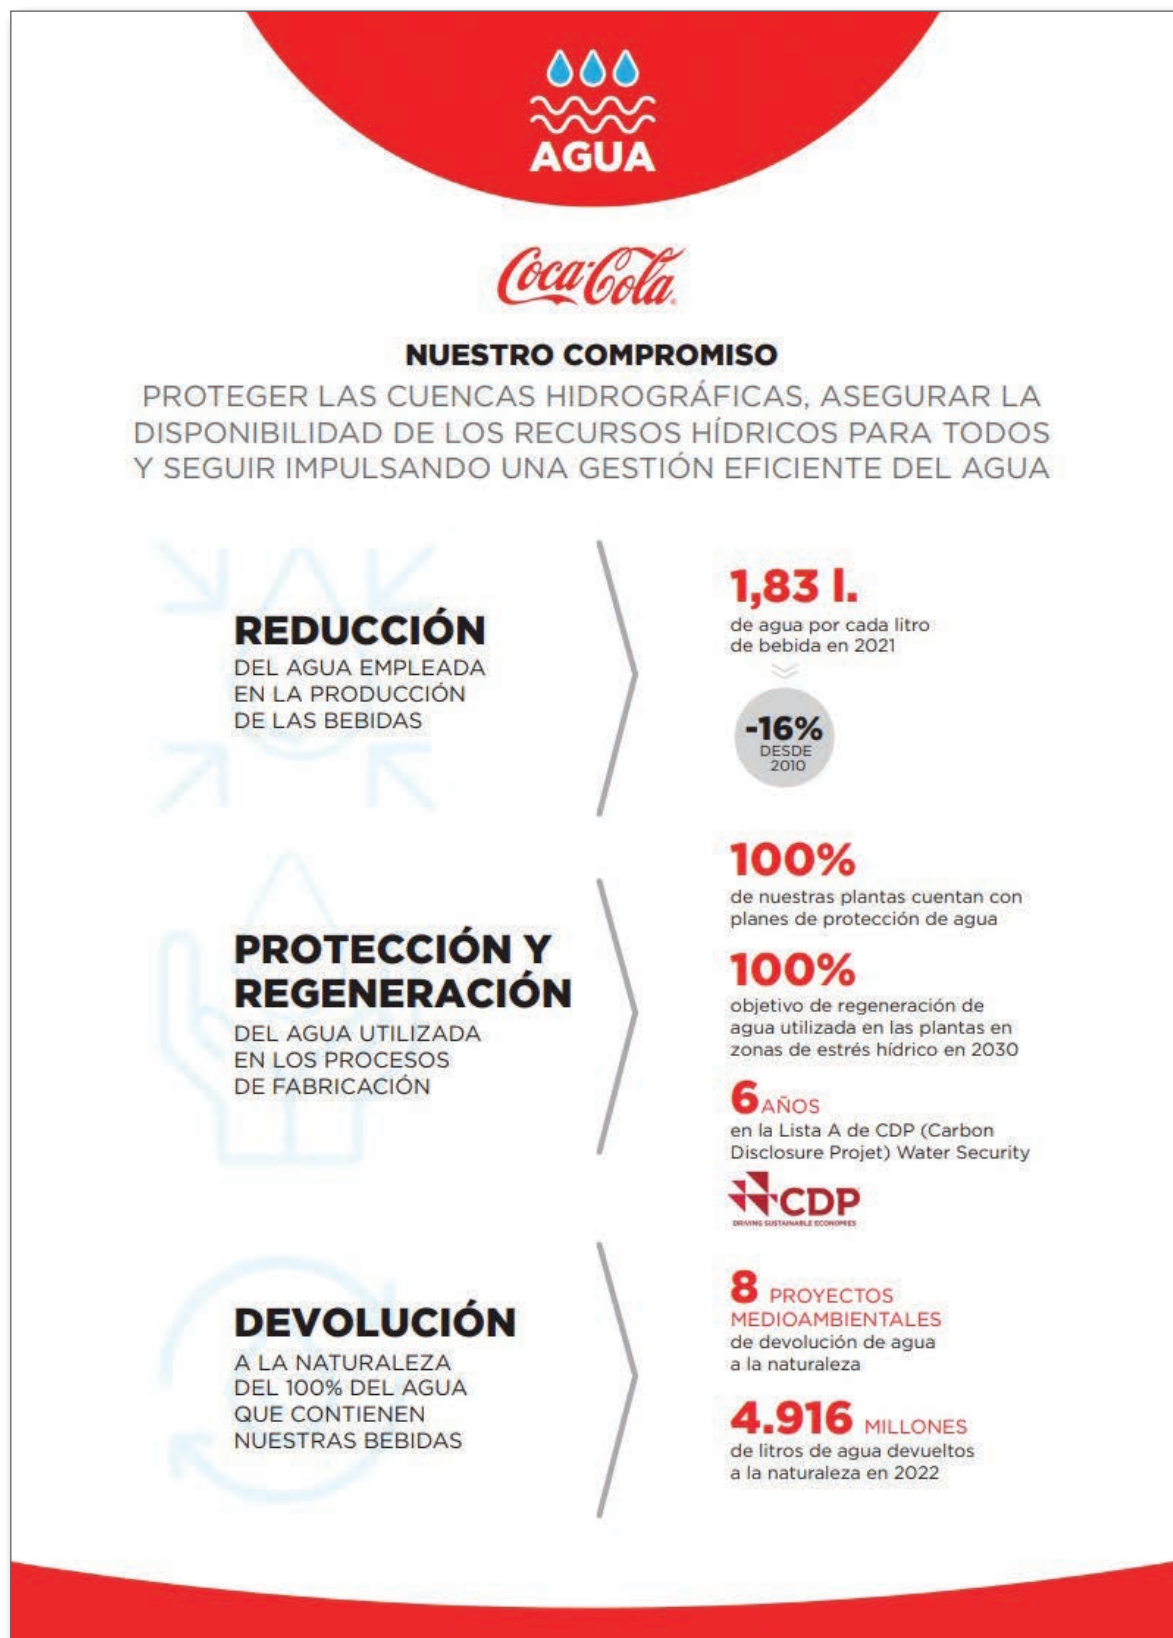 AGUA
Coca-Cola
NUESTRO COMPROMISO
PROTEGER LAS CUENCAS HIDROGRÁFICAS, ASEGURAR LA
DISPONIBILIDAD DE LOS RECURSOS HÍDRICOS PARA TODOS
Y SEGUIR IMPULSANDO UNA GESTIÓN EFICIENTE DEL AGUA
REDUCCIÓN
DEL AGUA EMPLEADA
EN LA PRODUCCIÓN
DE LAS BEBIDAS
1,83 l.
de agua por cada litro
de bebida en 2021
-16%
DESDE
2010
PROTECCIÓN Y
REGENERACIÓN
DEL AGUA UTILIZADA
EN LOS PROCESOS
DE FABRICACIÓN
100%
de nuestras plantas cuentan con
planes de protección de agua
100%
objetivo de regeneración de
agua utilizada en las plantas en
zonas de estrés hídrico en 2030
6 AÑOS
en la Lista A de CDP (Carbon
Disclosure Projet) Water Security
CDP
DRIVING SUSTAINABLE ECONOMIES
DEVOLUCIÓN
A LA NATURALEZA
DEL 100% DEL AGUA
QUE CONTIENEN
NUESTRAS BEBIDAS
8 PROYECTOS
MEDIOAMBIENTALES
de devolución de agua
a la naturaleza
4.916 MILLONES
de litros de agua devueltos
a la naturaleza en 2022